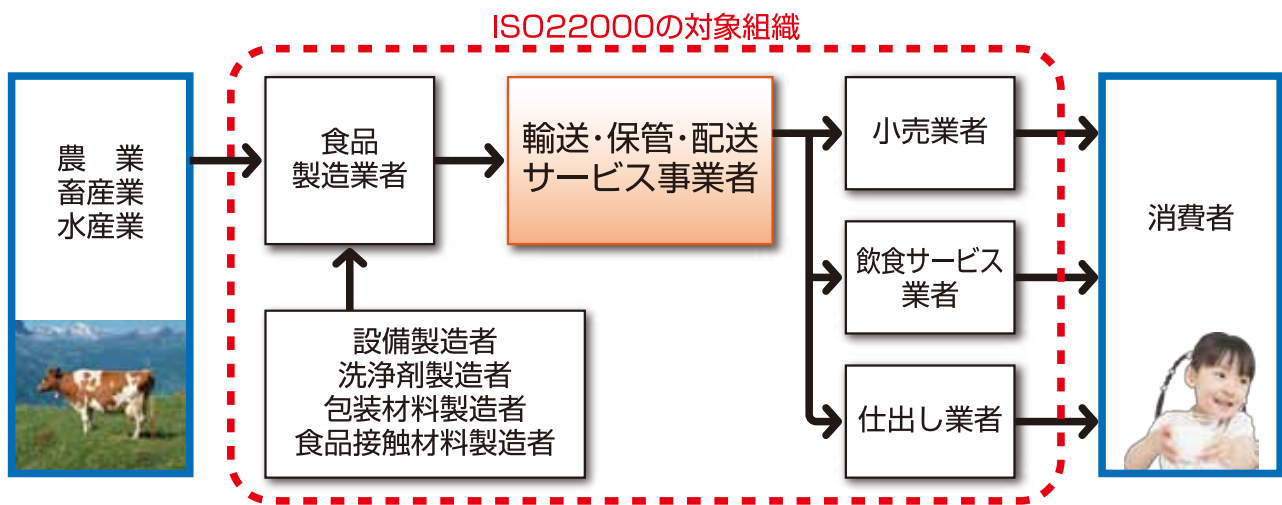 ISO22000の対象組織
農　業
畜産業
水産業
食品
製造業者
輸送・保管・配送
サービス事業者
小売業者
飲食サービス
業者
仕出し業者
設備製造者
洗浄剤製造者
包装材料製造者
食品接触材料製造者
消費者